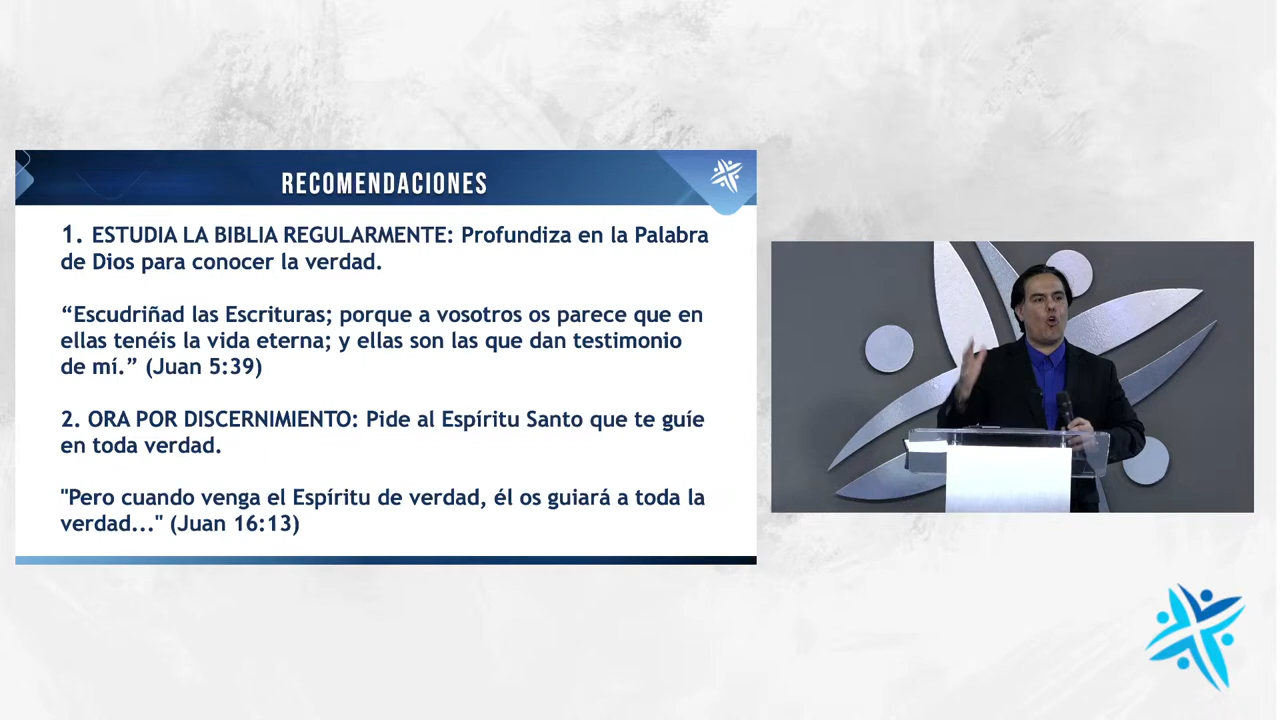 RECOMENDACIONES
1. ESTUDIA LA BIBLIA REGULARMENTE: Profundiza en la Palabra
de Dios para conocer la verdad.
“Escudriñad las Escrituras; porque a vosotros os parece que en
ellas tenéis la vida eterna; y ellas son las que dan testimonio
de mí.” (Juan 5:39)
2. ORA POR DISCERNIMIENTO: Pide al Espíritu Santo que te guíe
en toda verdad.
"Pero cuando venga el Espíritu de verdad, él os guiará a toda la
verdad..." (Juan 16:13)